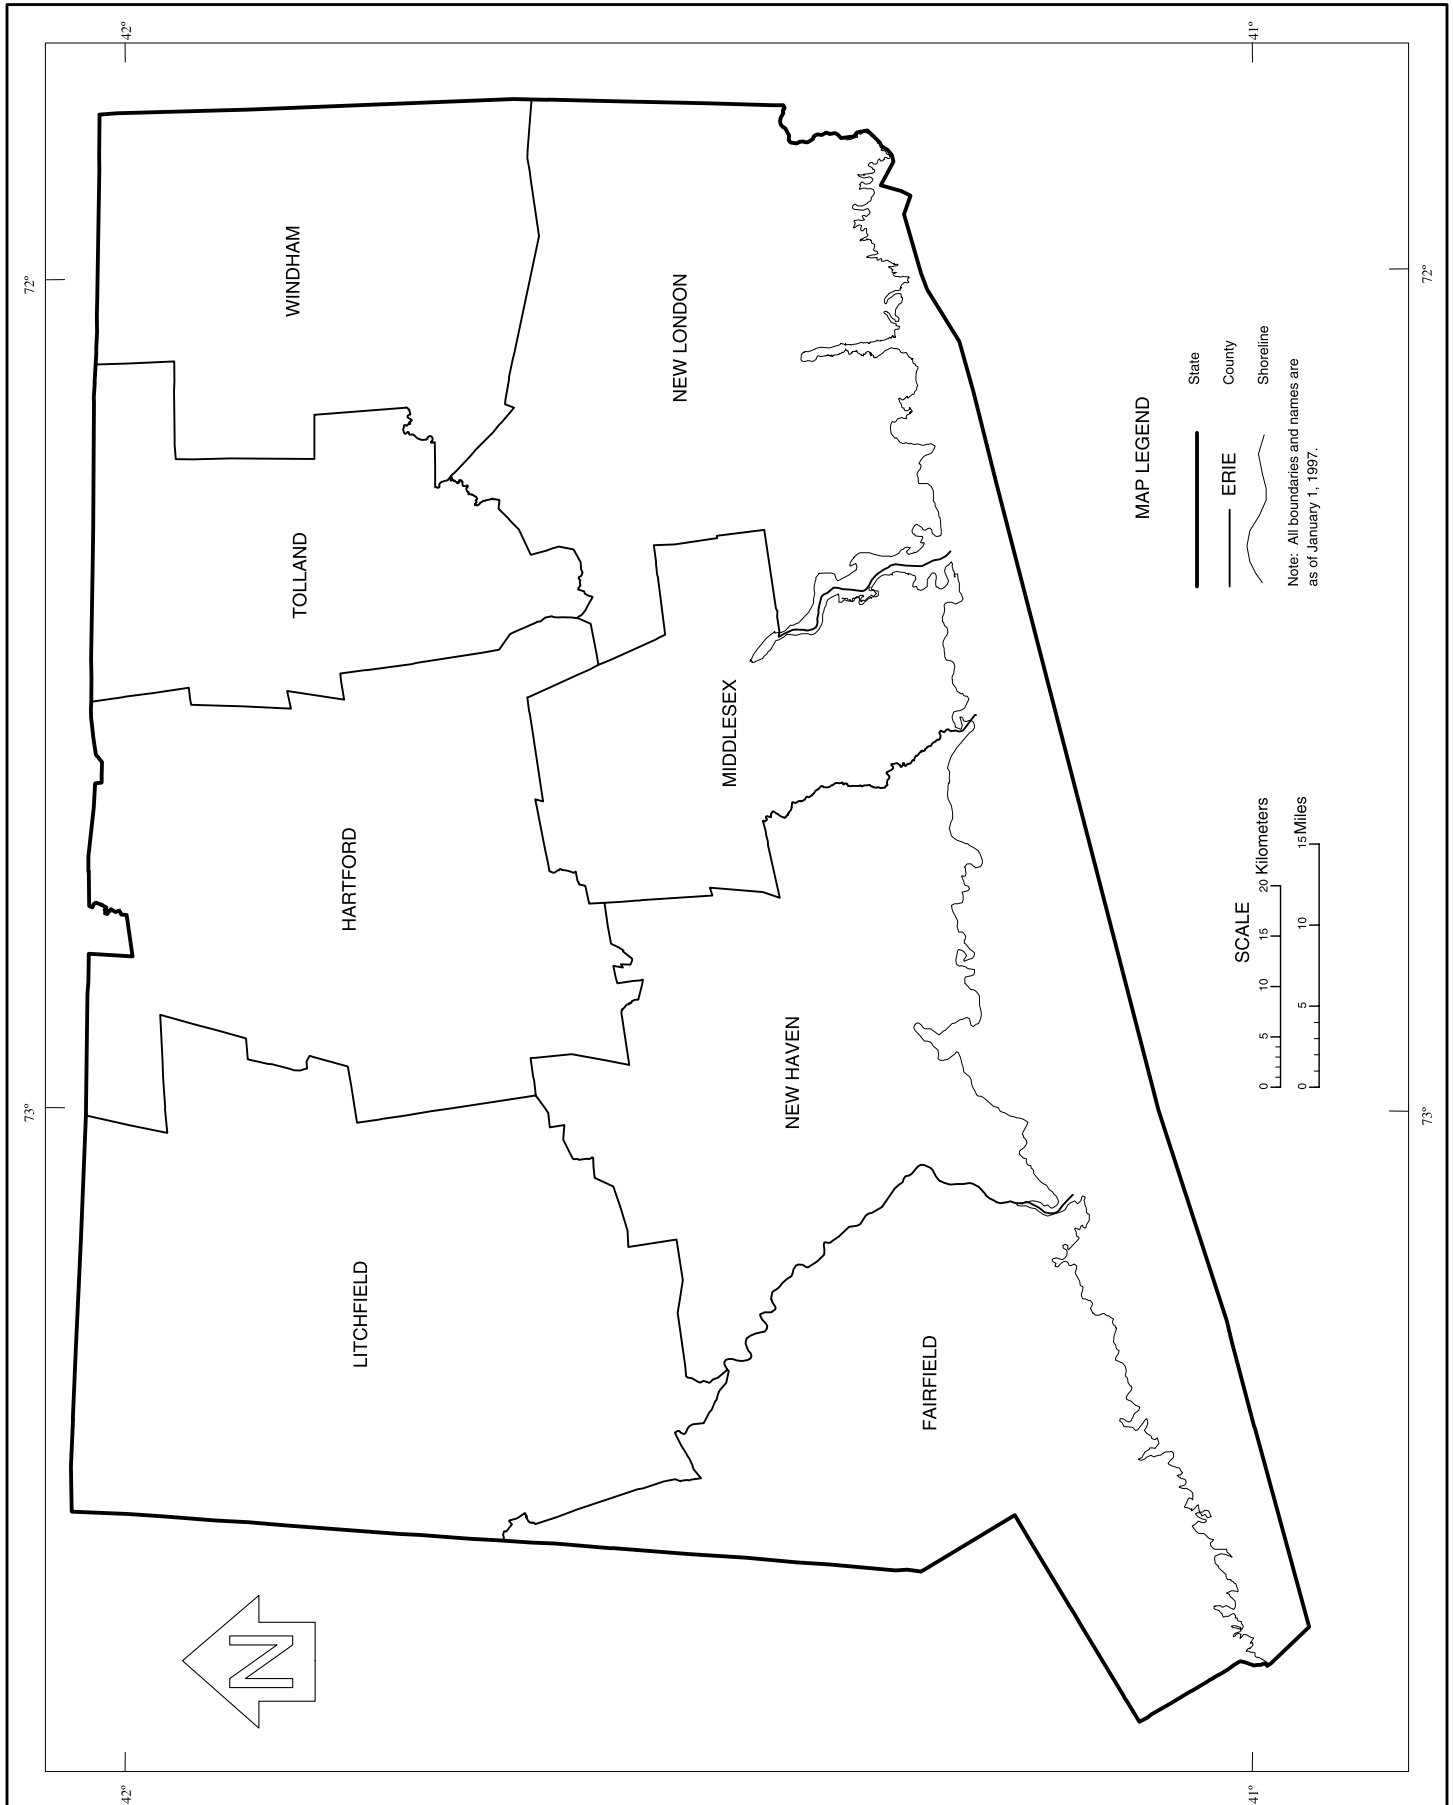 73°
72°
42°
42°
N
LITCHFIELD
HARTFORD
TOLLAND
WINDHAM
NEW LONDON
MIDDLESEX
NEW HAVEN
FAIRFIELD
41°
41°
73°
72°
SCALE
0 5 10 15 20 Kilometers
0 5 10 15 Miles
MAP LEGEND
State
ERIE County
Shoreline
Note: All boundaries and names are
as of January 1, 1997.